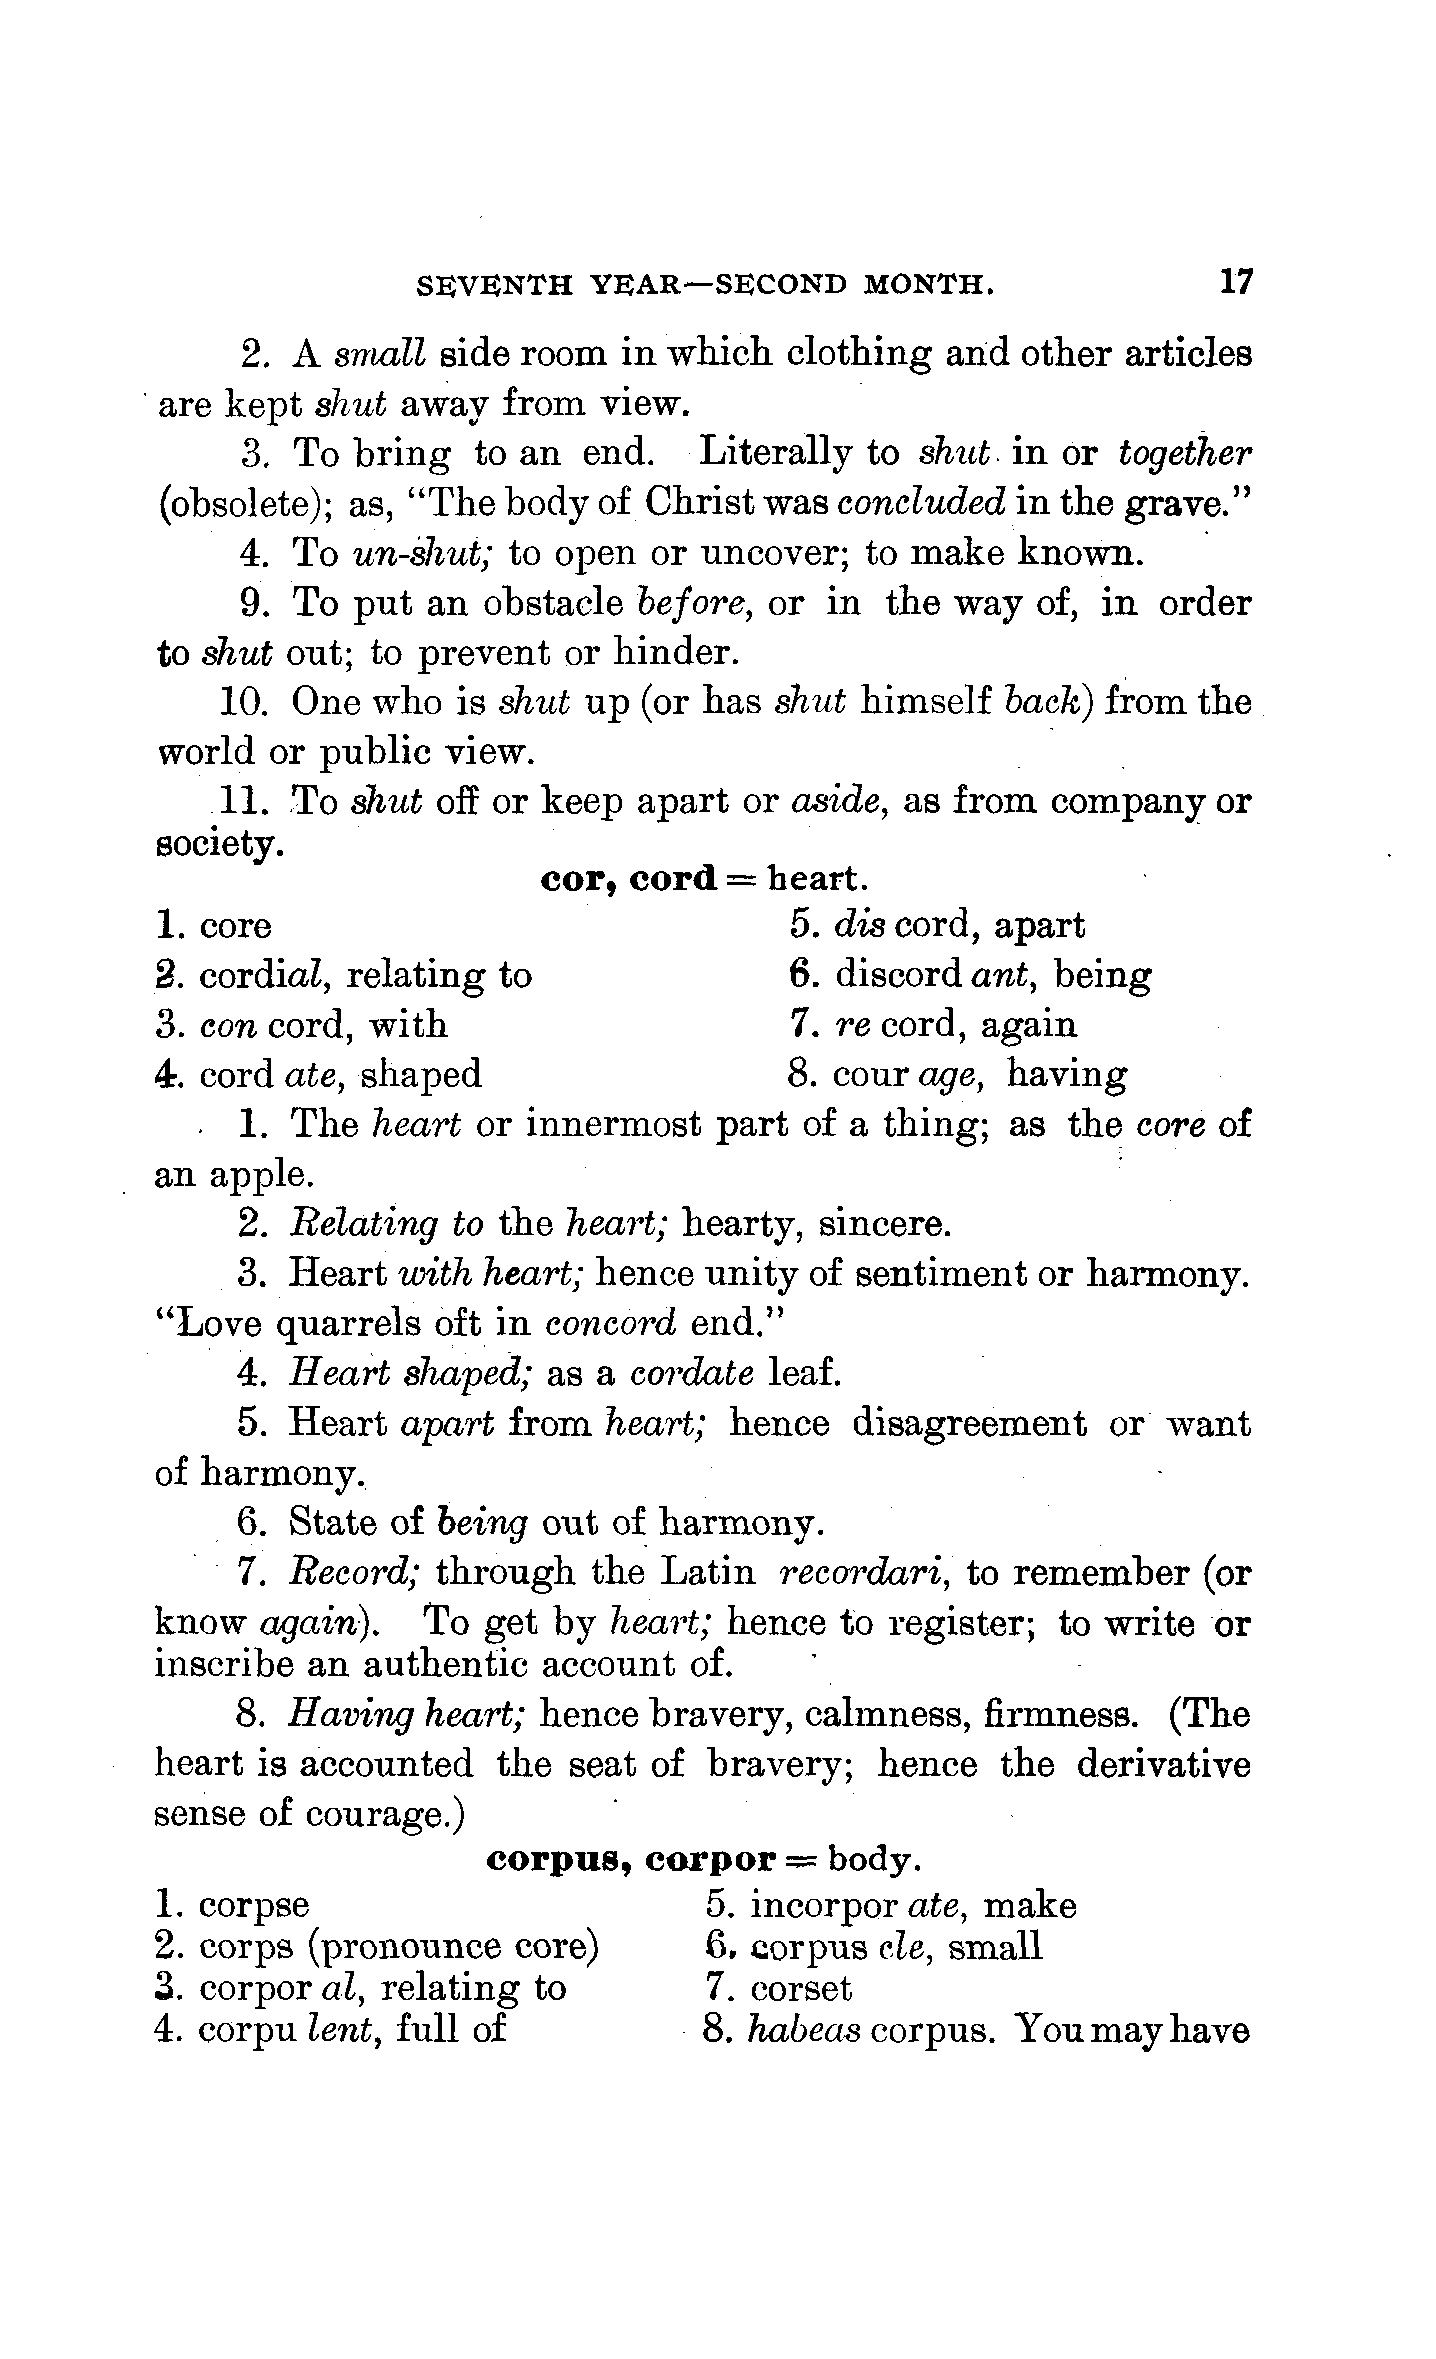 SEVENTH YEAR—SECOND MONTH. 17
2. A small side room in which clothing and other articles
are kept shut away from view.
3. To bring to an end. Literally to shut in or together
(obsolete); as, "The body of Christ was concluded in the grave."
4. To un-shut; to open or uncover; to make known.
9. To put an obstacle before, or in the way of, in order
to shut out; to prevent or hinder.
10. One who is shut up (or has shut himself back) from the
world or public view.
11. To shut off or keep apart or aside, as from company or
society.
cor, cord = heart.
1. core 5. dis cord, apart
2. cordial, relating to 6. discord ant, being
3. con cord, with 7. re cord, again
4. cord ate, shaped 8. cour age, having
1. The heart or innermost part of a thing; as the core of
an apple.
2. Relating to the heart; hearty, sincere.
3. Heart with heart; hence unity of sentiment or harmony.
"Love quarrels oft in concord end."
4. Heart shaped; as a cordate leaf.
5. Heart apart from heart; hence disagreement or want
of harmony.
6. State of being out of harmony.
7. Record; through the Latin recordari, to remember (or
know again). To get by heart; hence to register; to write or
inscribe an authentic account of.
8. Having heart; hence bravery, calmness, firmness. (The
heart is accounted the seat of bravery; hence the derivative
sense of courage.)
corpus, corpor = body.
1. corpse 5. incorpor ate, make
2. corps (pronounce core) 6. corpus cle, small
3. corpor al, relating to 7. corset
4. corpu lent, full of 8. habeas corpus. You may have